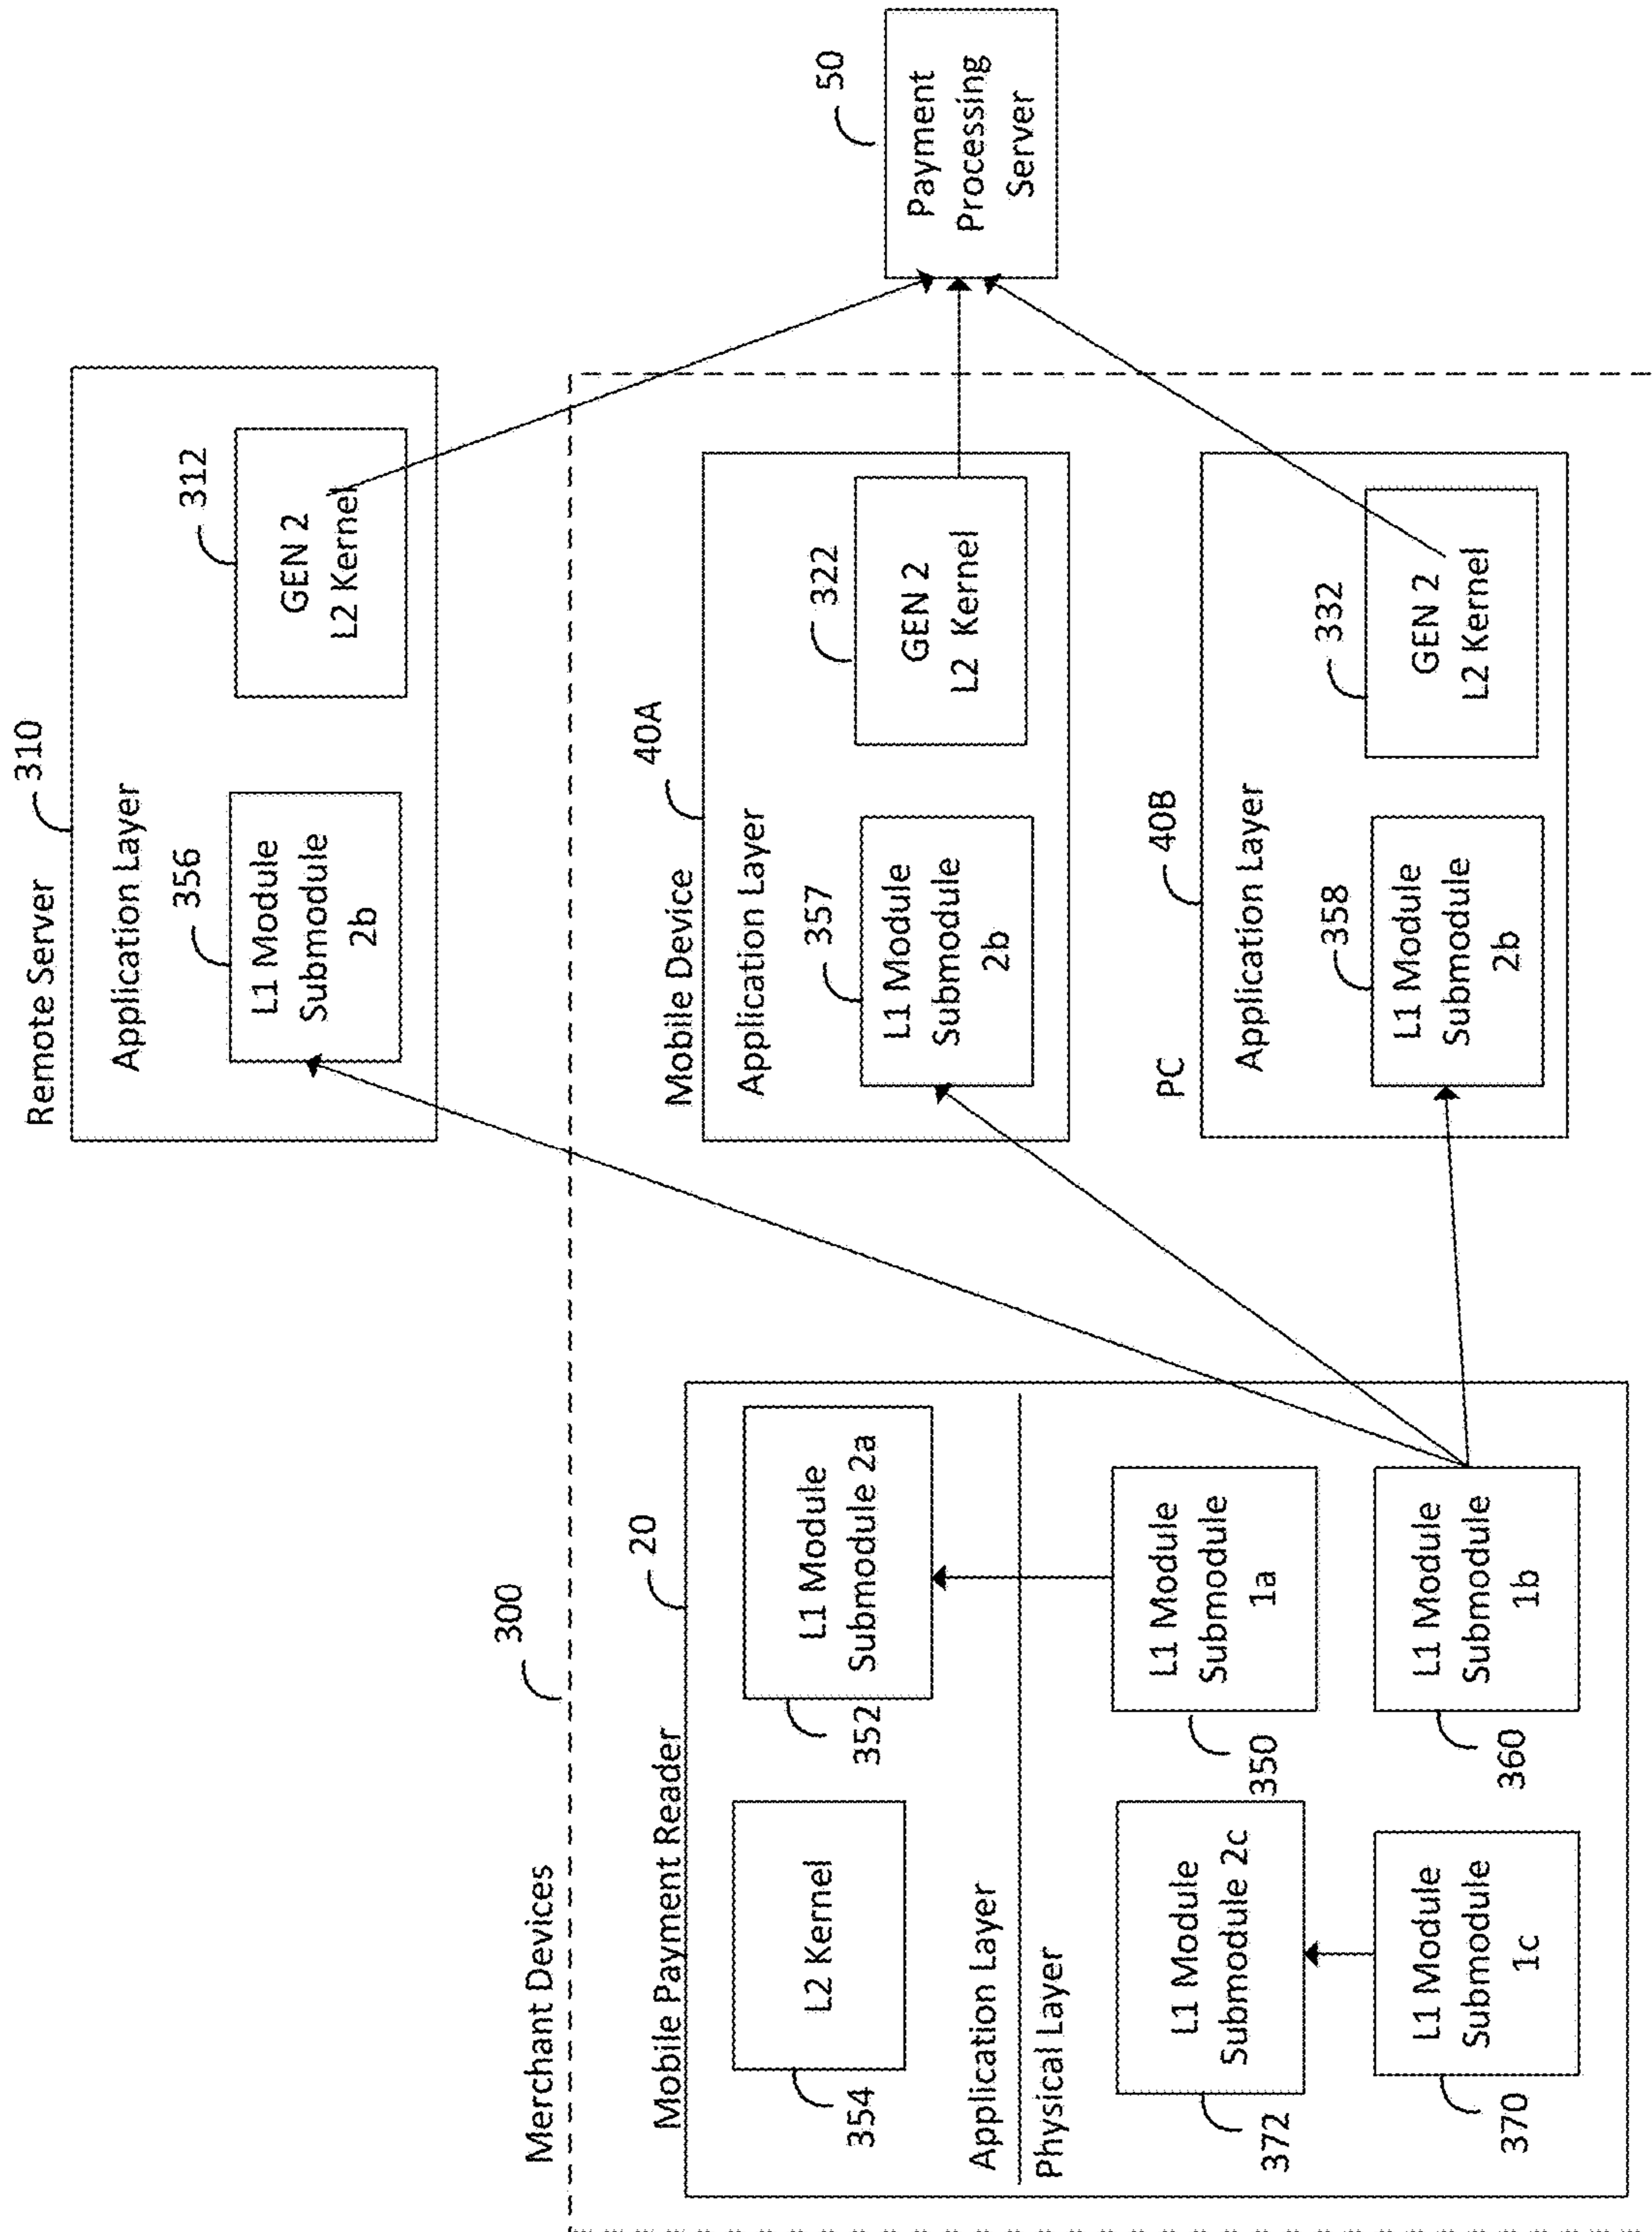 Remote Server
310
Application Layer
356
L1 Module
Submodule
2b
312
GEN 2
L2 Kernel
50
Payment
Processing
Server
Merchant Devices
300
Mobile Payment Reader
20
354
L2 Kernel
352
L1 Module
Submodule 2a
Application Layer
Physical Layer
372
L1 Module
Submodule 2c
350
L1 Module
Submodule
1a
370
L1 Module
Submodule
1c
360
L1 Module
Submodule
1b
Mobile Device
40A
Application Layer
357
L1 Module
Submodule
2b
322
GEN 2
L2 Kernel
PC
40B
Application Layer
358
L1 Module
Submodule
2b
332
GEN 2
L2 Kernel